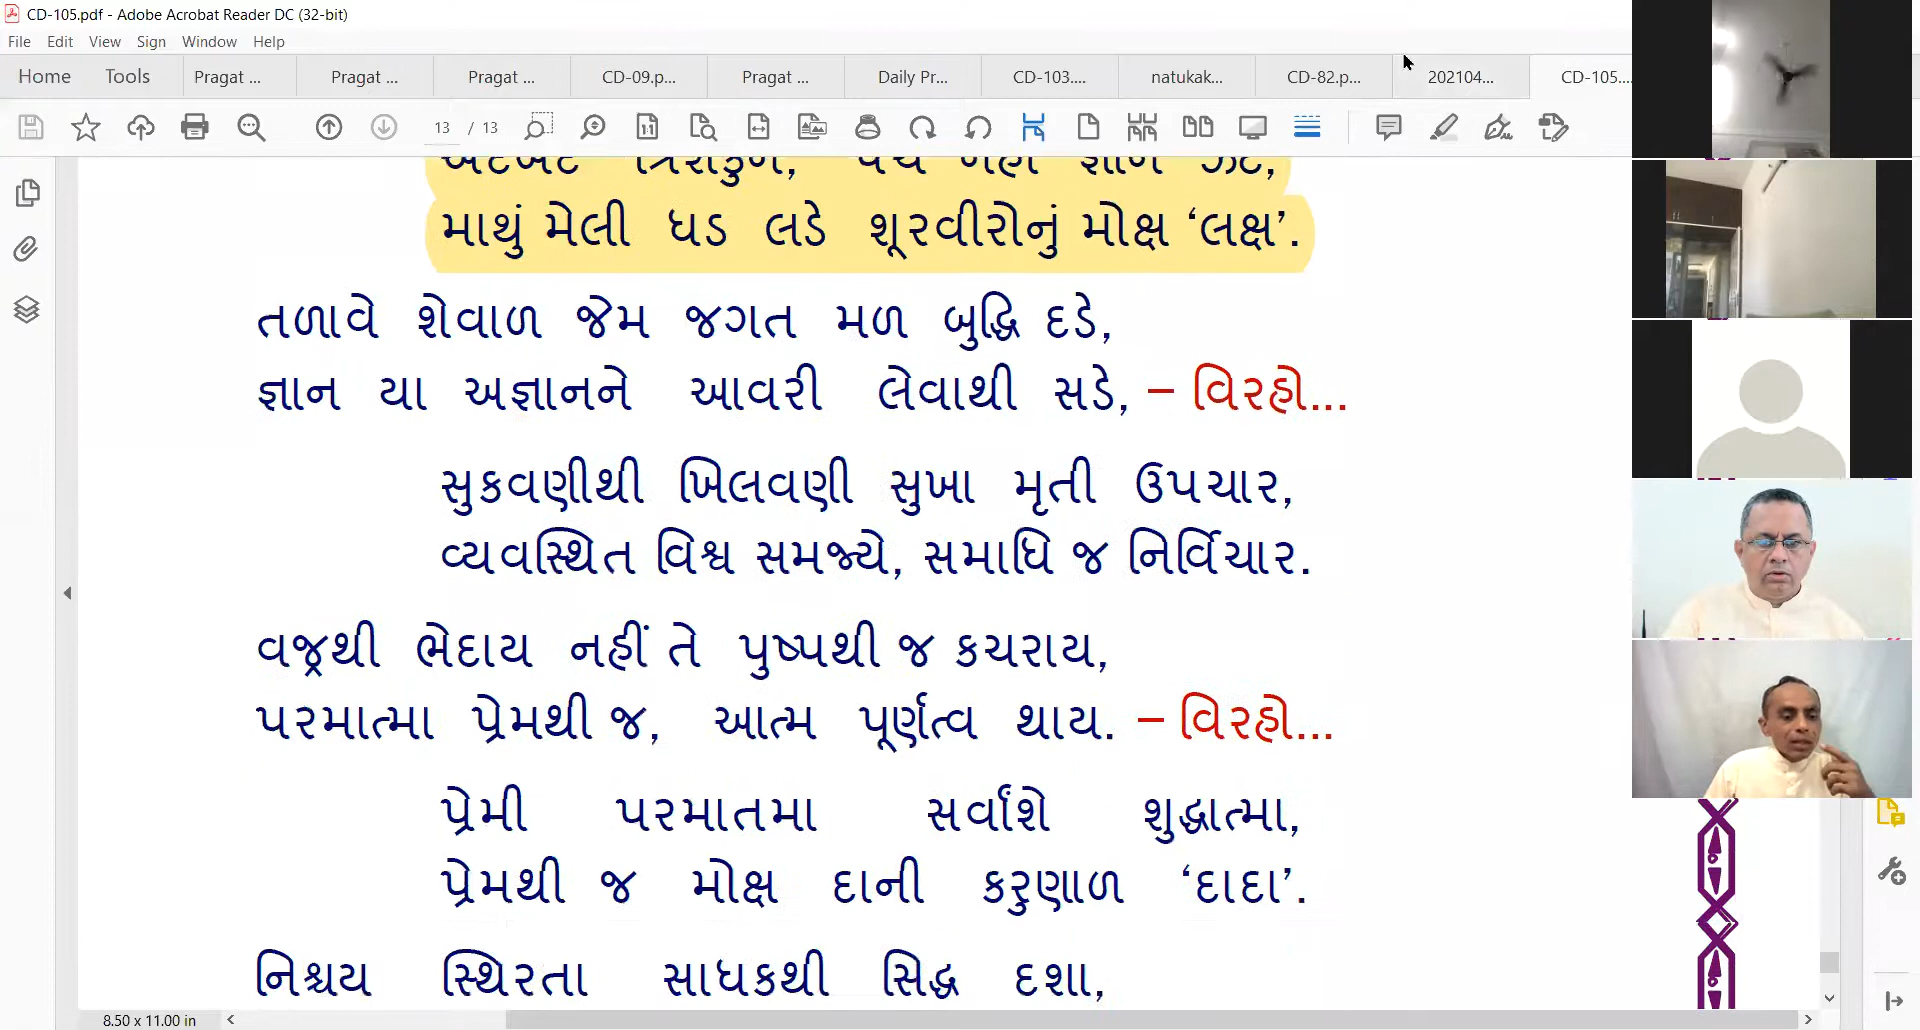 CD-105.pdf - Adobe Acrobat Reader DC (32-bit)
File Edit View Sign Window Help
Home Tools Pragat ... Pragat ... Pragat ... CD-09.p... Pragat ... Daily Pr... CD-103.... natukak... CD-82.p... 202104... CD-105....
13 / 13
માથું મેલી ધડ લડે શૂરવીરોનું મોક્ષ ‘લક્ષ’.
તળાવે શેવાળ જેમ જગત મળ બુદ્ધિ દડે,
જ્ઞાન યા અજ્ઞાનને આવરી લેવાથી સડે, – વિરહો...
સુકવણીથી ખિલવણી સુખા મૃતી ઉપચાર,
વ્યવસ્થિત વિશ્વ સમજ્યે, સમાધિ જ નિર્વિચાર.
વજ્રથી ભેદાય નહીં તે પુષ્પથી જ કચરાય,
પરમાત્મા પ્રેમથી જ, આત્મ પૂર્ણત્વ થાય. – વિરહો...
પ્રેમી પરમાતમા સર્વાંશે શુદ્ધાત્મા,
પ્રેમથી જ મોક્ષ દાની કરુણાળ ‘દાદા’.
નિશ્ચય સ્થિરતા સાધકથી સિદ્ધ દશા,
8.50 x 11.00 in